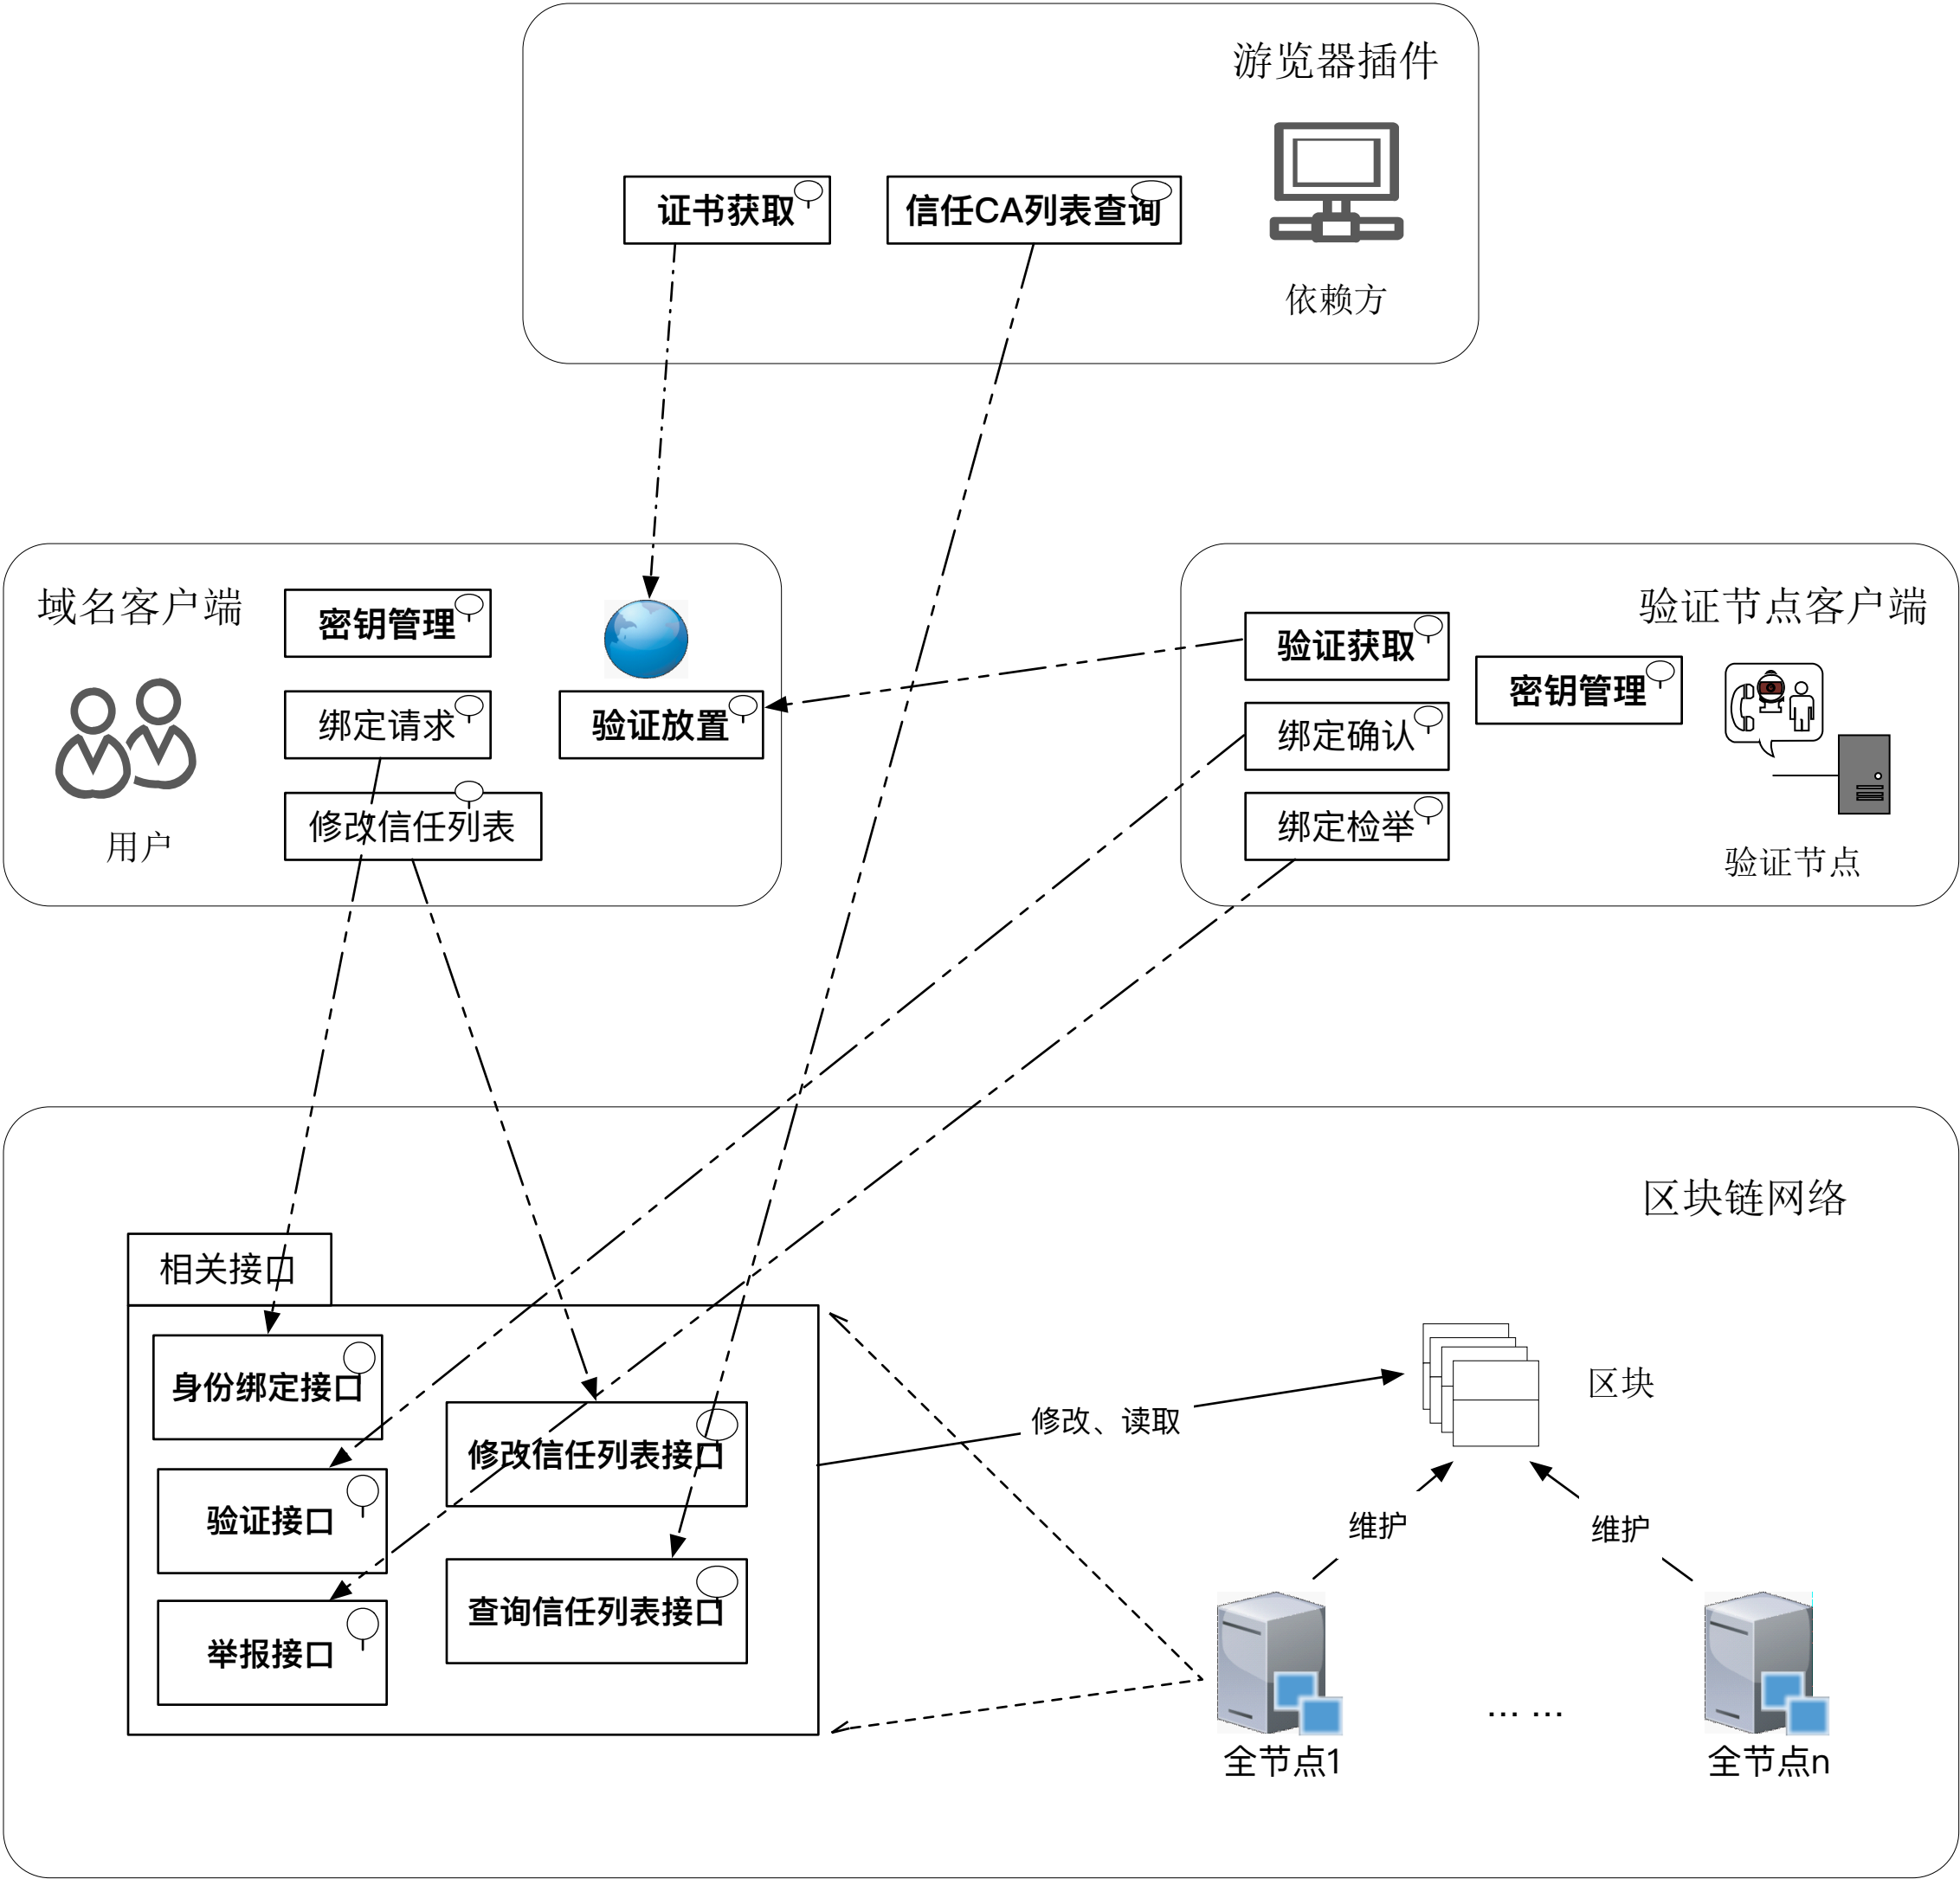 游览器插件
证书获取
信任CA列表查询
依赖方
域名客户端
密钥管理
绑定请求
验证放置
修改信任列表
用户
验证节点客户端
验证获取
密钥管理
绑定确认
绑定检举
验证节点
区块链网络
相关接口
身份绑定接口
修改信任列表接口
验证接口
查询信任列表接口
举报接口
修改、读取
区块
维护
维护
... ...
全节点1
全节点n